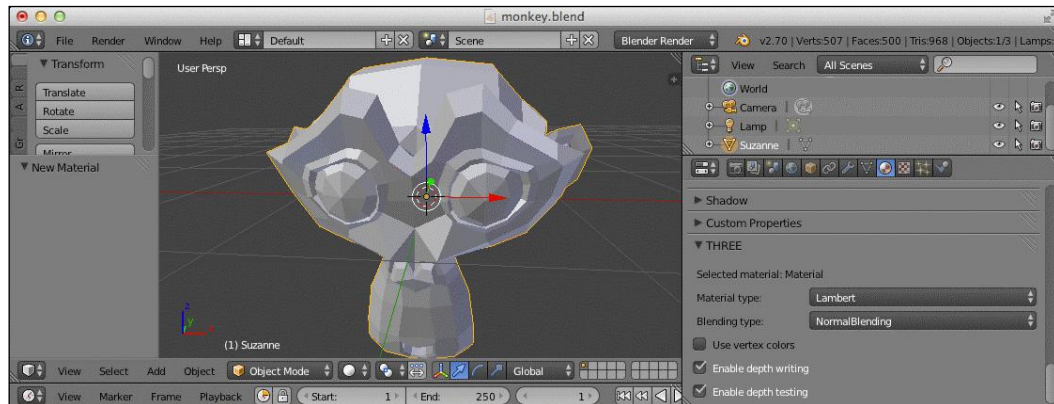 monkey.blend
File Render Window Help Default Scene Blender Render v2.70 | Verts:507 | Faces:500 | Tris:968 | Objects:1/3 | Lamps:
Transform
Translate
Rotate
Scale
Mirror
R
A
Gr
New Material
User Persp
z
y
x
(1) Suzanne
View Select Add Object Object Mode Global
View Marker Frame Playback Start: 1 End: 250 1
View Search All Scenes
World
Camera
Lamp
Suzanne
Shadow
Custom Properties
THREE
Selected material: Material
Material type: Lambert
Blending type: NormalBlending
Use vertex colors
Enable depth writing
Enable depth testing